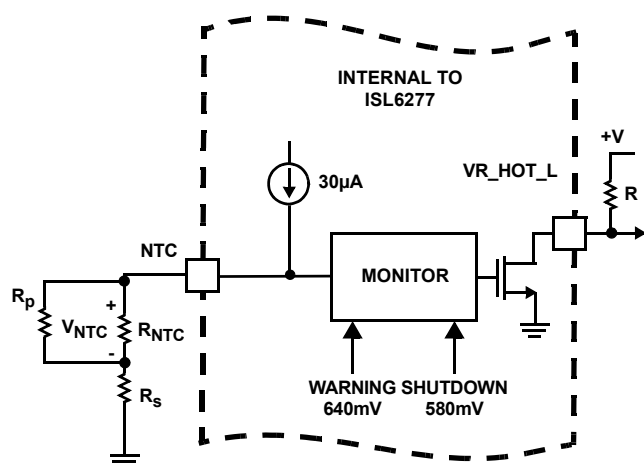 INTERNAL TO
ISL6277
+V
VR_HOT_L
30µA
R
NTC
MONITOR
Rp
+
VNTC
RNTC
-
Rs
WARNING SHUTDOWN
640mV 580mV